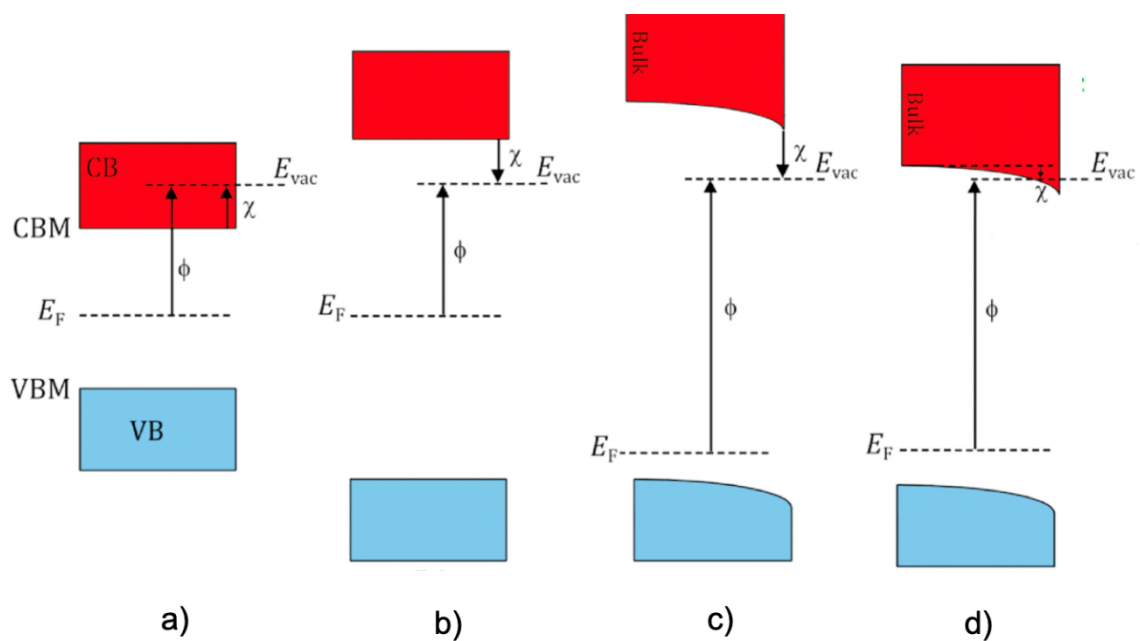 CB
E_vac
χ
CBM
ϕ
E_F
VBM
VB
a)
χ
E_vac
ϕ
E_F
b)
Bulk
χ
E_vac
ϕ
E_F
c)
Bulk
E_vac
χ
ϕ
E_F
d)